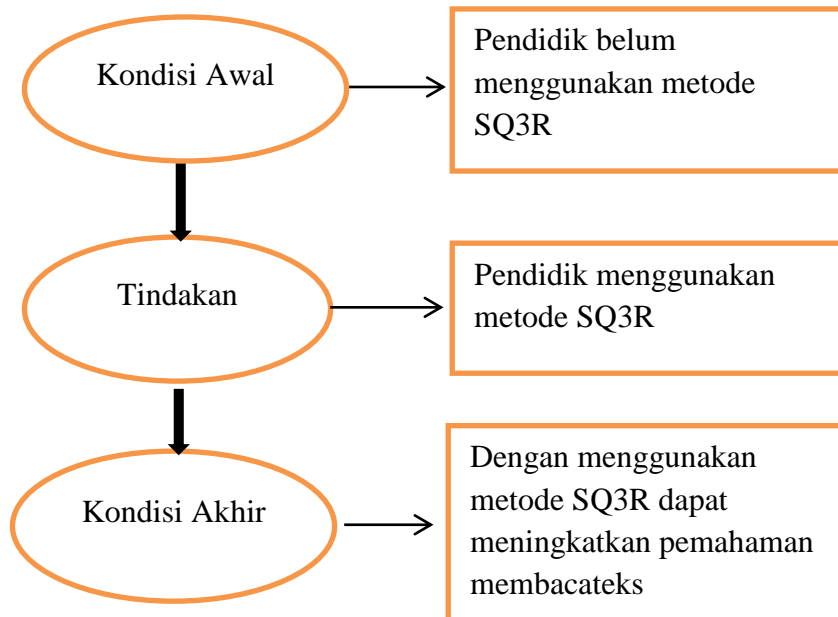 Kondisi Awal
Pendidik belum
menggunakan metode
SQ3R
Tindakan
Pendidik menggunakan
metode SQ3R
Kondisi Akhir
Dengan menggunakan
metode SQ3R dapat
meningkatkan pemahaman
membacateks